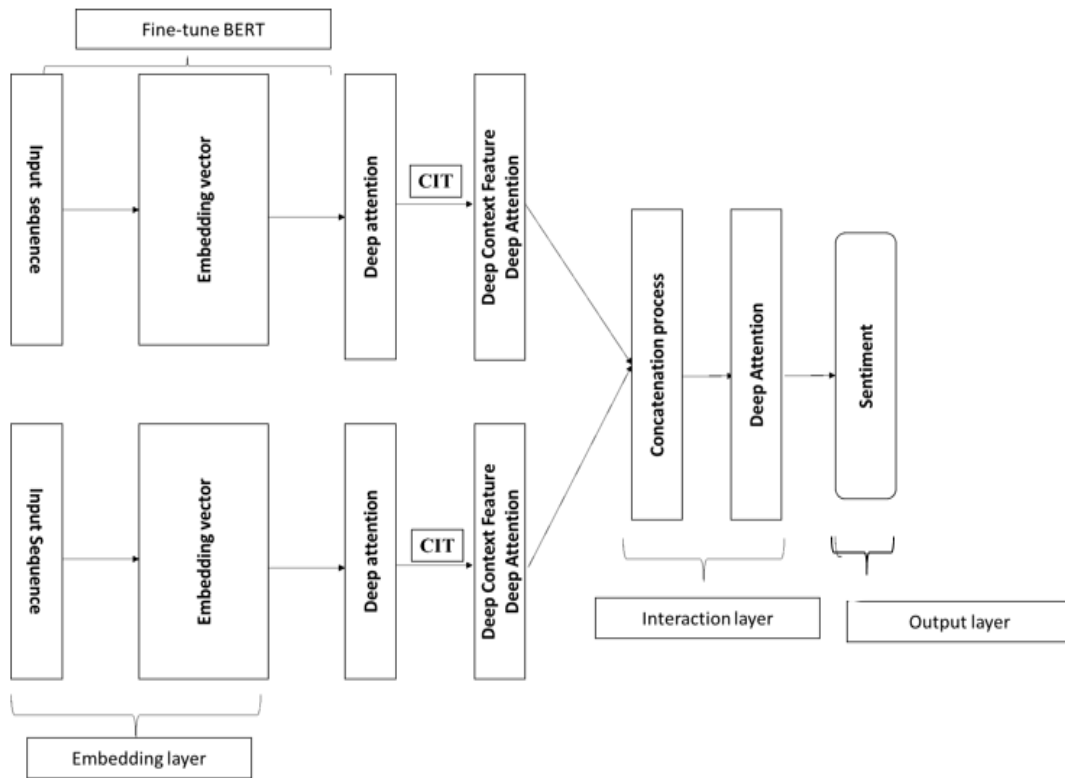 Fine-tune BERT
Input sequence
Embedding vector
Deep attention
CIT
Deep Context Feature
Deep Attention
Input Sequence
Embedding vector
Deep attention
CIT
Deep Context Feature
Deep Attention
Concatenation process
Deep Attention
Sentiment
Interaction layer
Output layer
Embedding layer